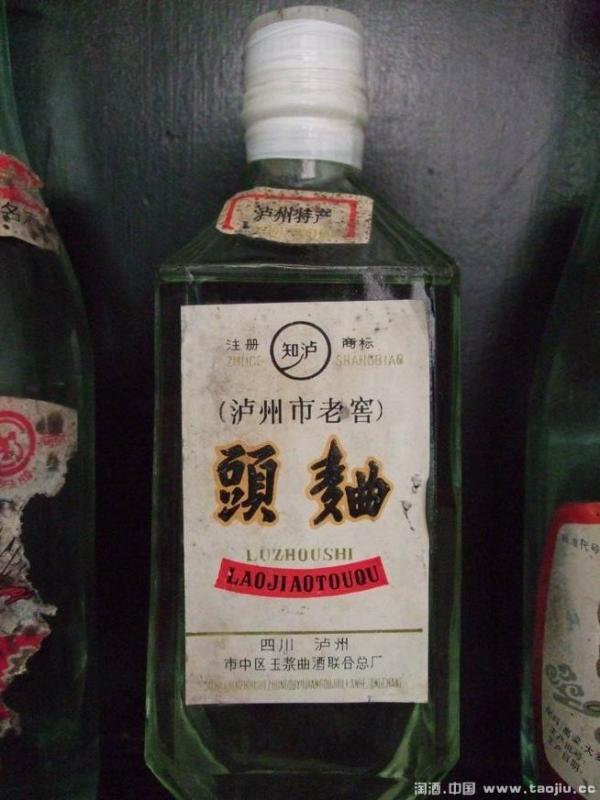 泸州特产
注册 知泸 商标
ZHUCE SHANGBIAO
(泸州市老窖)
頭麯
LUZHOUSHI
LAOJIAOTOUQU
四川 泸州
市中区玉浆曲酒联合总厂
名
淘酒.中国 www.taojiu.cc